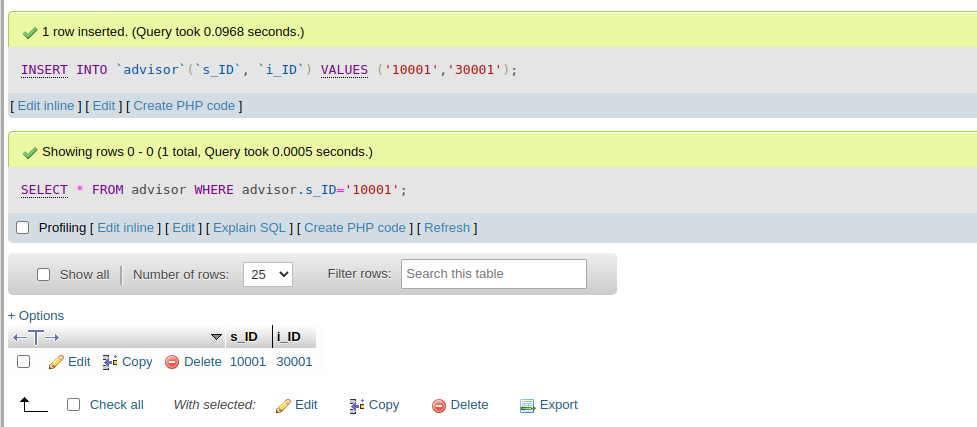 1 row inserted. (Query took 0.0968 seconds.)
INSERT INTO `advisor`(`s_ID`, `i_ID`) VALUES ('10001','30001');
[ Edit inline ] [ Edit ] [ Create PHP code ]
Showing rows 0 - 0 (1 total, Query took 0.0005 seconds.)
SELECT * FROM advisor WHERE advisor.s_ID='10001';
Profiling [ Edit inline ] [ Edit ] [ Explain SQL ] [ Create PHP code ] [ Refresh ]
Show all | Number of rows: 25 Filter rows: Search this table
+ Options
s_ID i_ID
Edit Copy Delete 10001 30001
Check all With selected: Edit Copy Delete Export